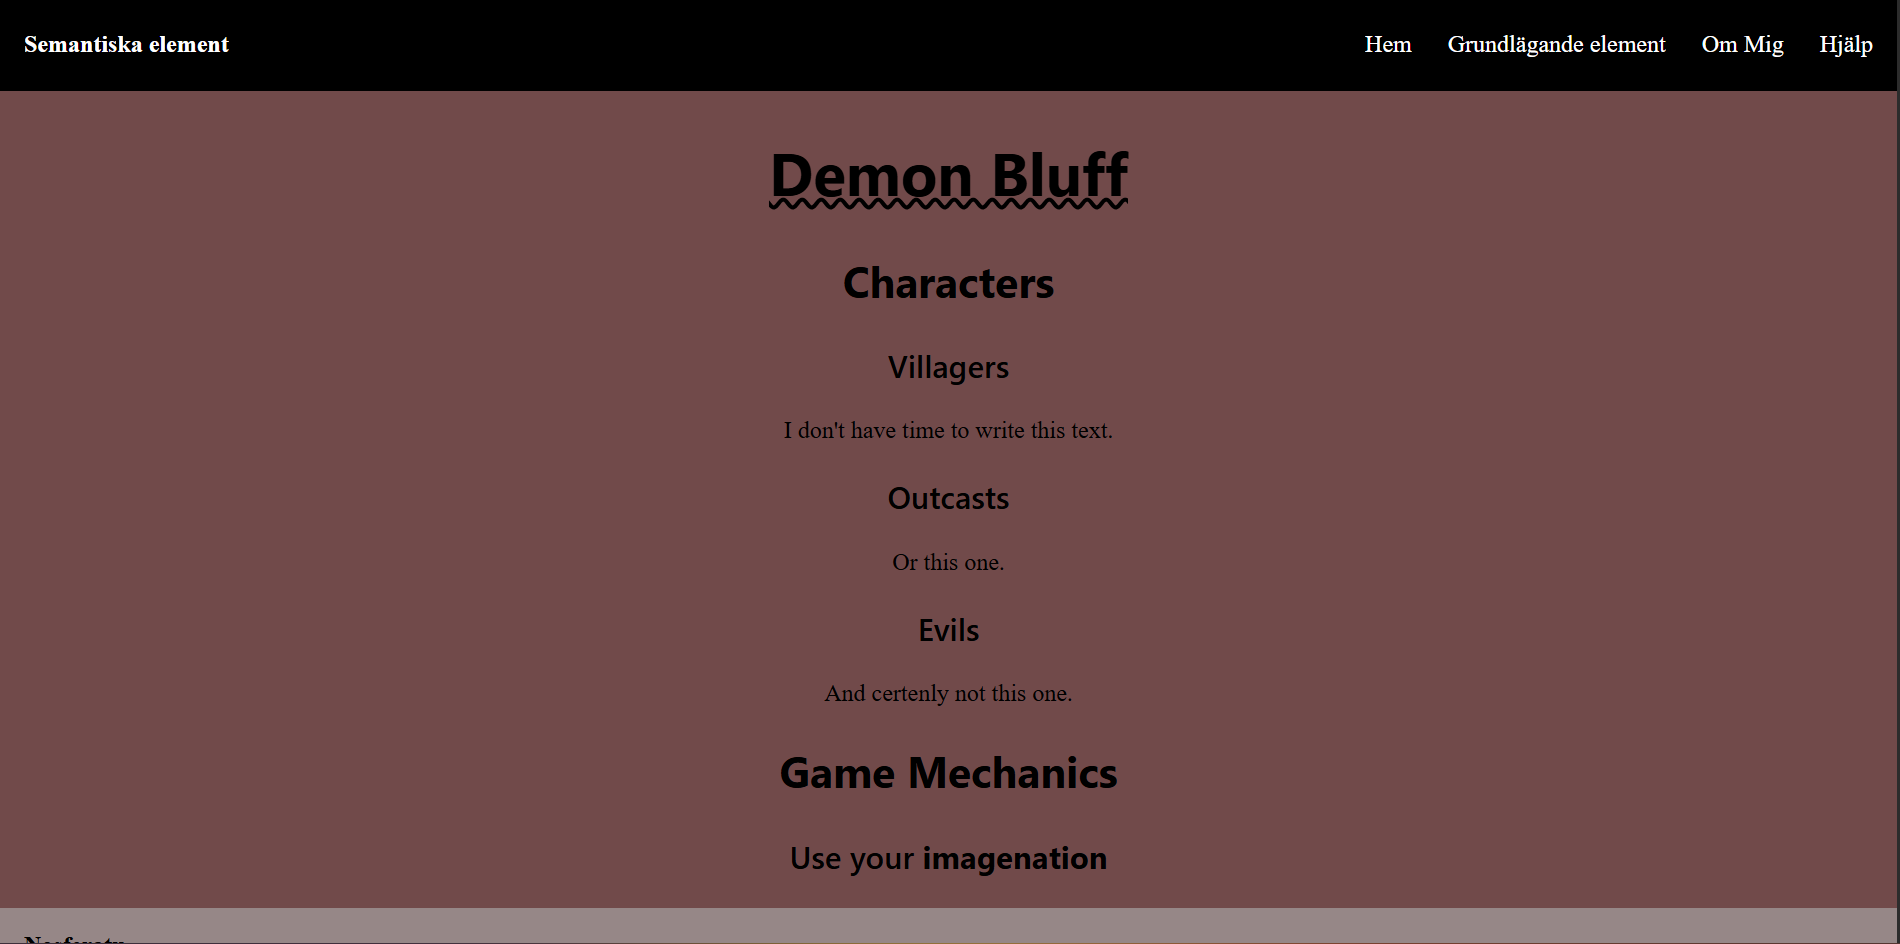 Semantiska element
Hem Grundlägande element Om Mig Hjälp
Demon Bluff
Characters
Villagers
I don't have time to write this text.
Outcasts
Or this one.
Evils
And certenly not this one.
Game Mechanics
Use your imagenation